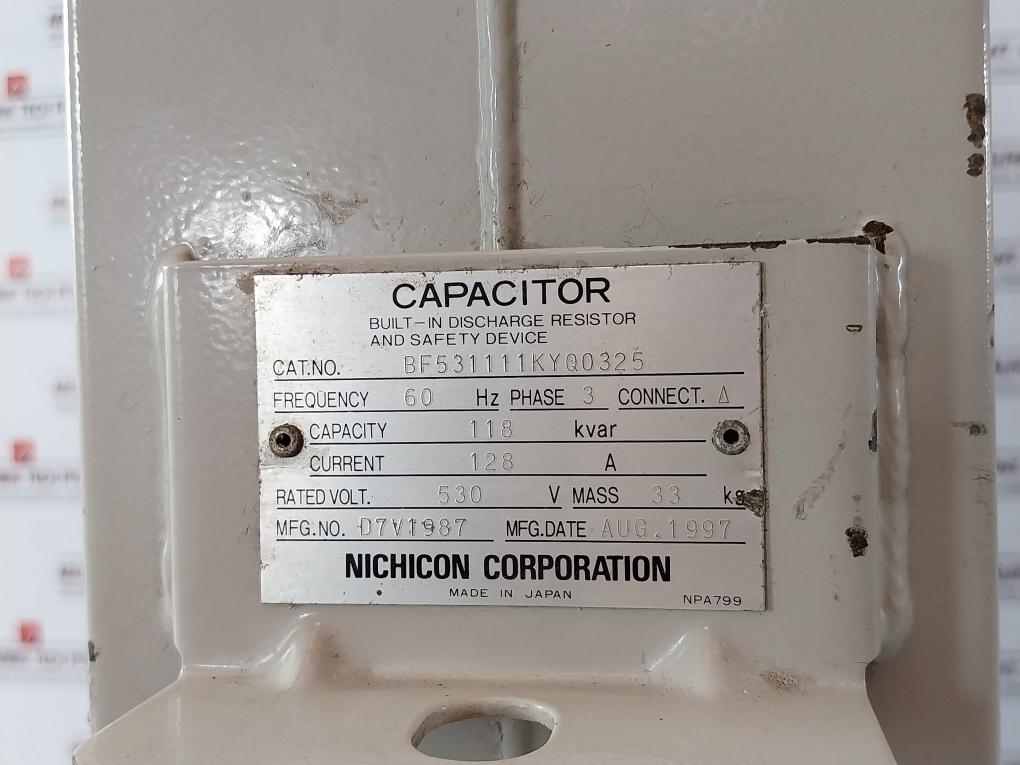 CAPACITOR
BUILT-IN DISCHARGE RESISTOR
AND SAFETY DEVICE
CAT.NO. BF531111KYQ0325
FREQUENCY 60 Hz PHASE 3 CONNECT. Δ
CAPACITY 118 kvar
CURRENT 128 A
RATED VOLT. 530 V MASS 33 kg
MFG.NO. D7V1987 MFG.DATE AUG.1997
NICHICON CORPORATION
MADE IN JAPAN NPA799